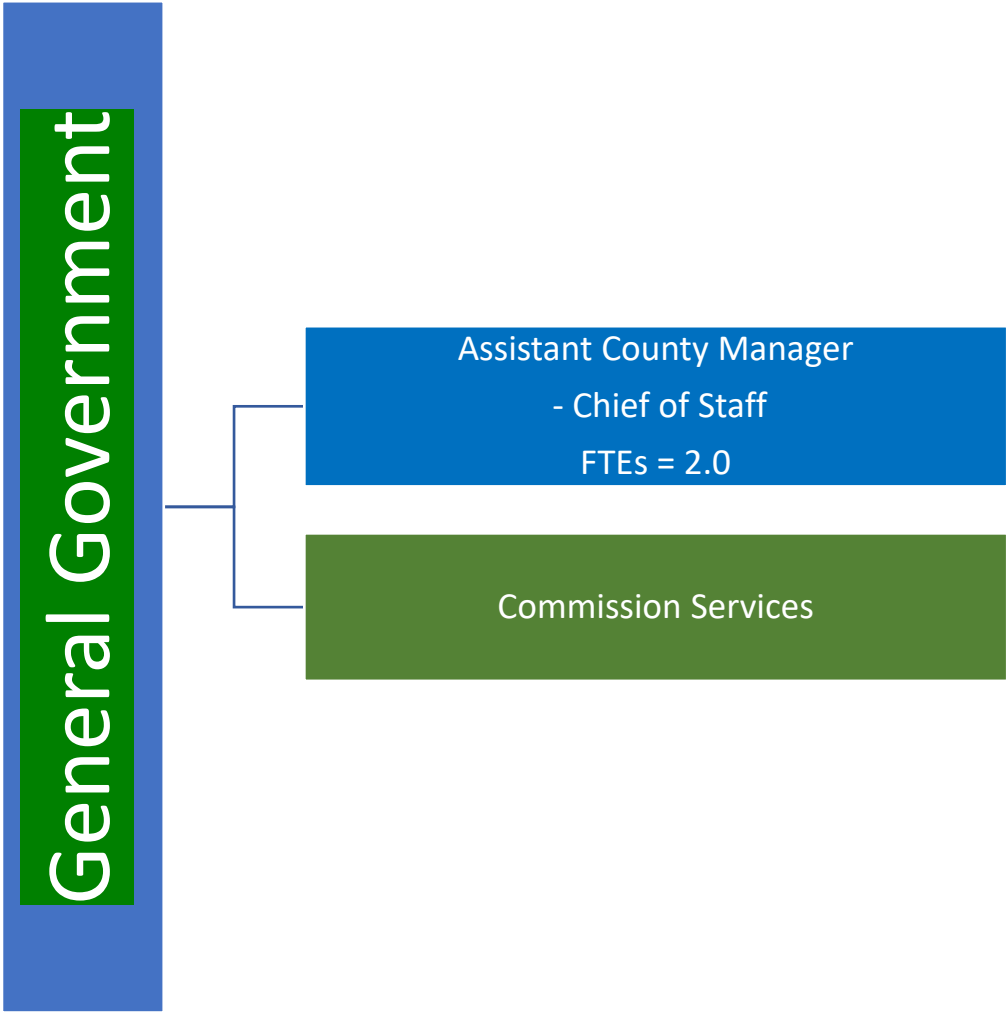 General Government
Assistant County Manager
- Chief of Staff
FTEs = 2.0
Commission Services